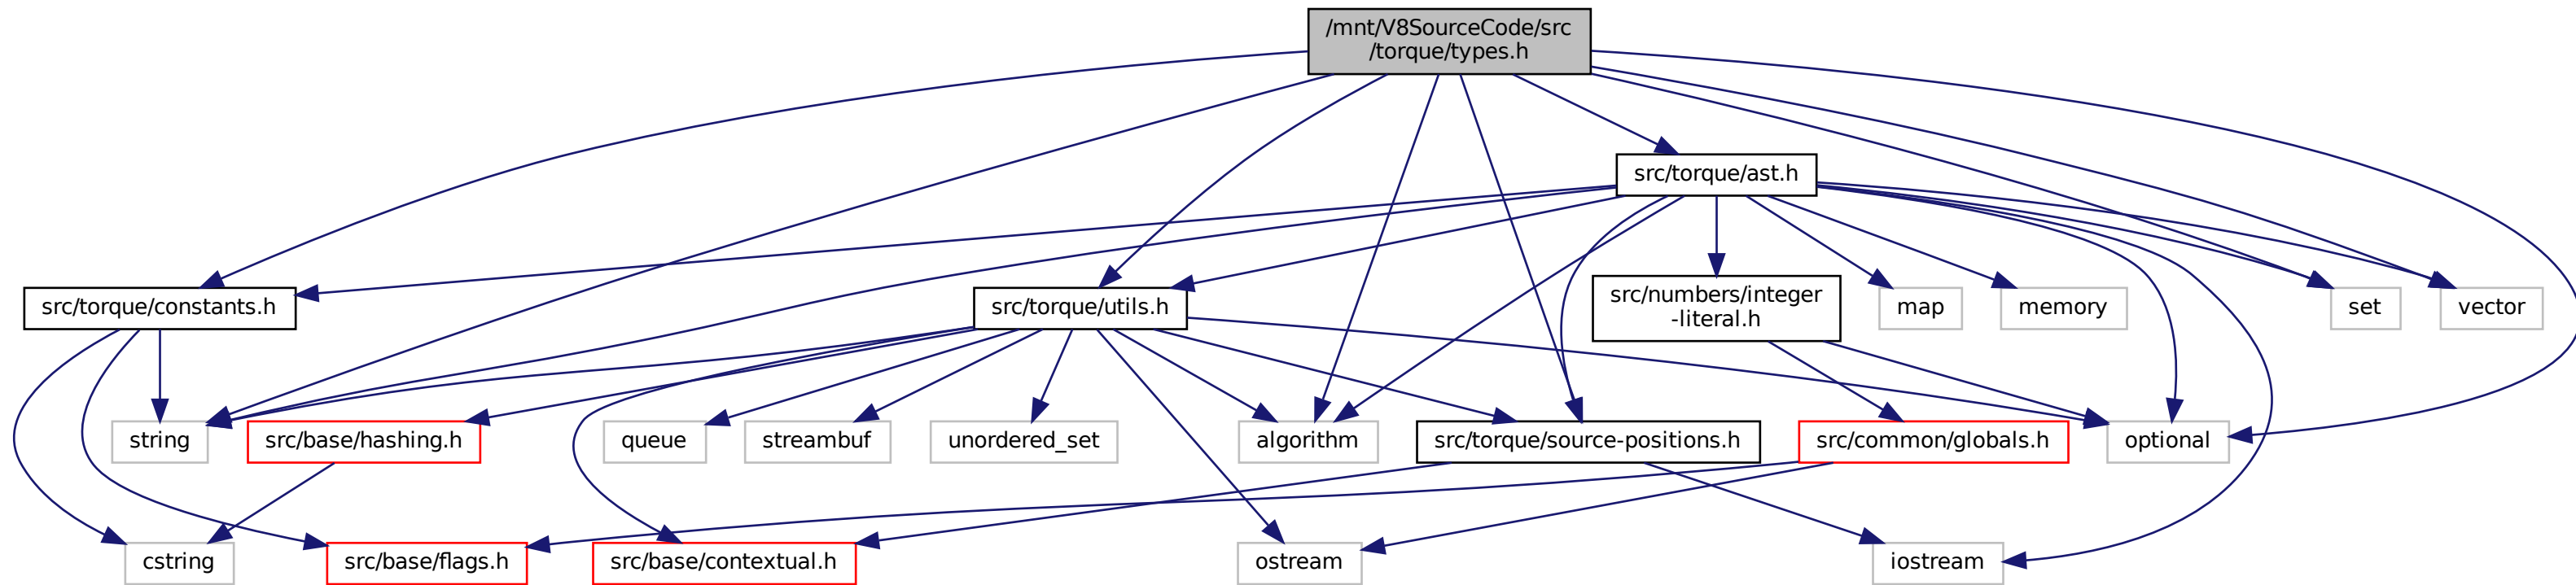 /mnt/V8SourceCode/src
/torque/types.h
src/torque/ast.h
src/torque/constants.h
src/torque/utils.h
src/numbers/integer
-literal.h
map
memory
set
vector
string
src/base/hashing.h
queue
streambuf
unordered_set
algorithm
src/torque/source-positions.h
src/common/globals.h
optional
cstring
src/base/flags.h
src/base/contextual.h
ostream
iostream